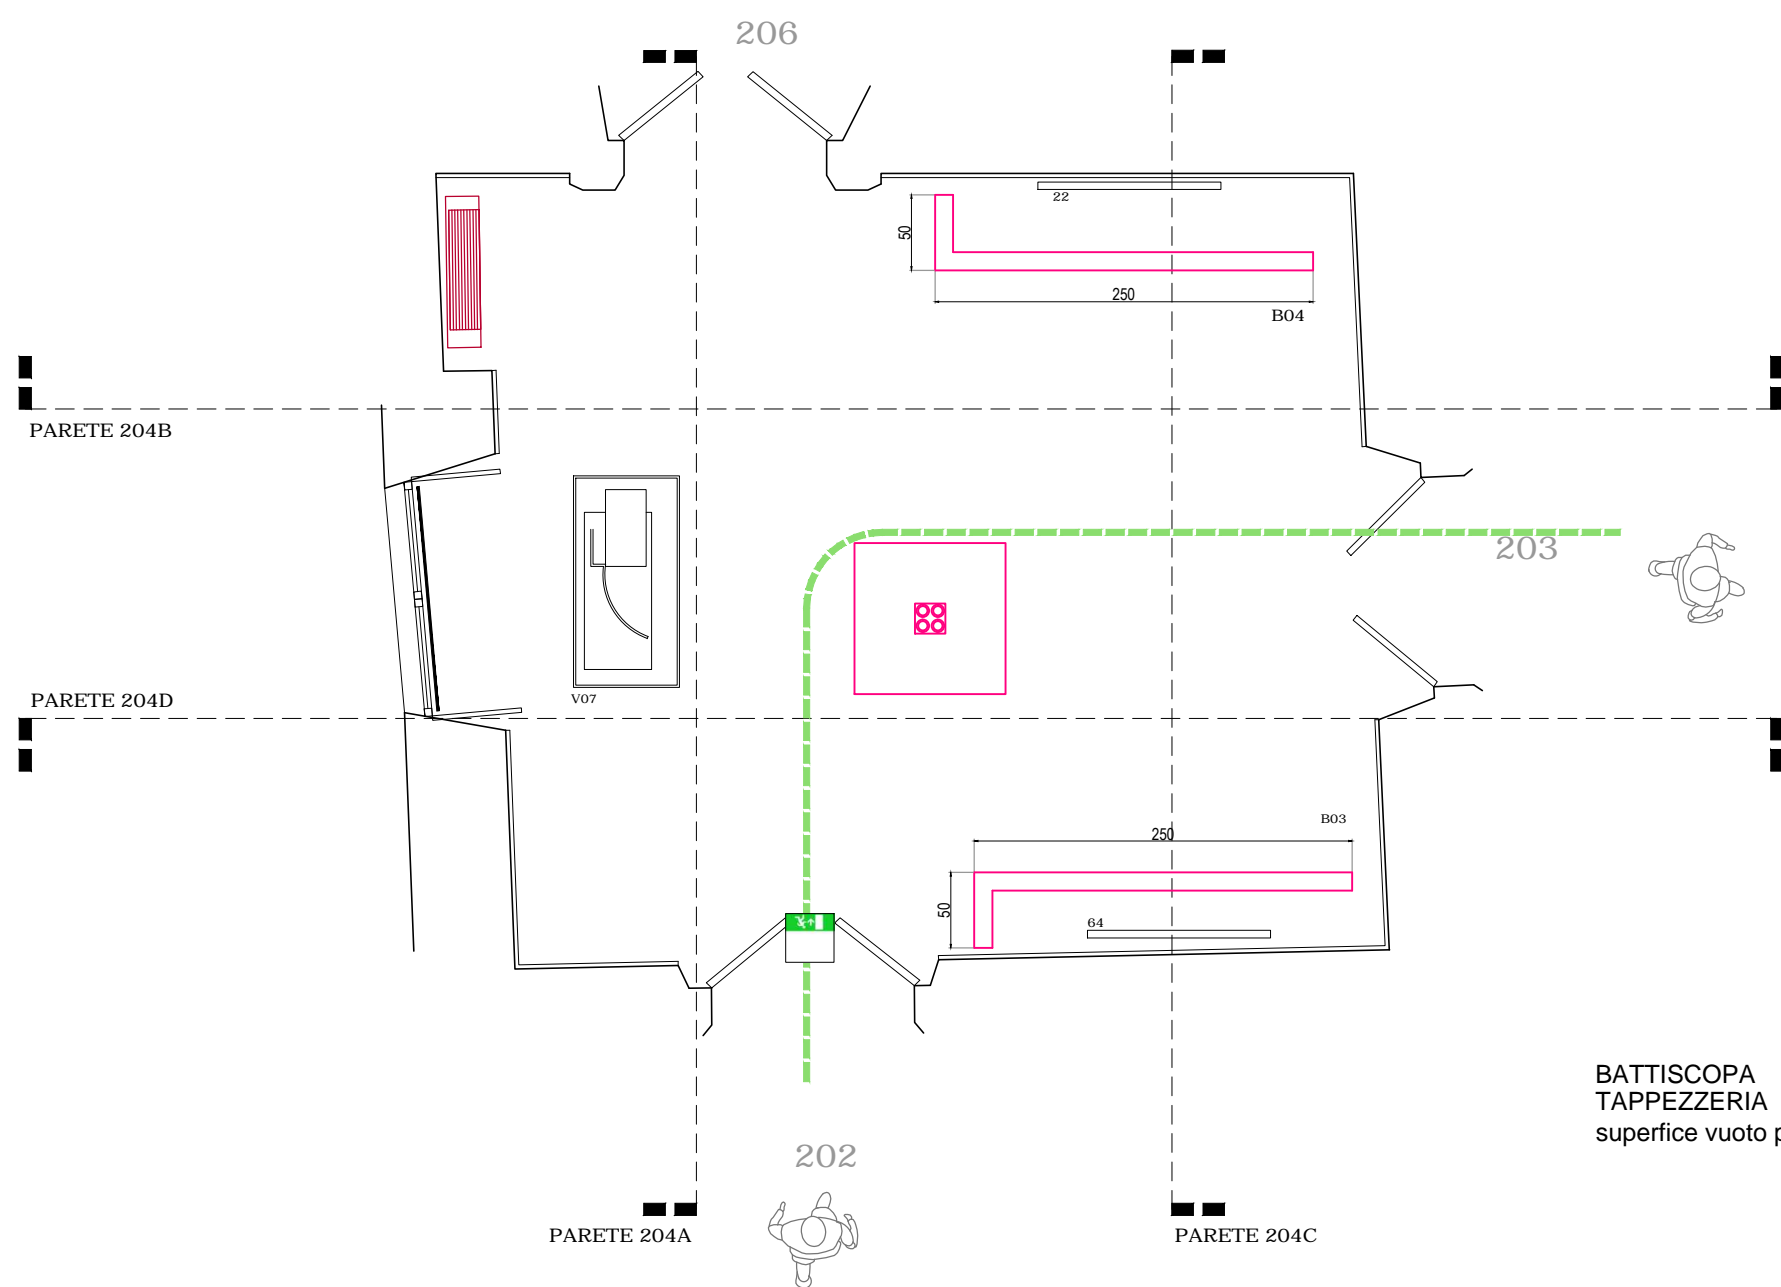 206
22
50
250
B04
PARETE 204B
203
PARETE 204D
V07
B03
250
50
64
BATTISCOPA
TAPPEZZERIA
superfice vuoto p
202
PARETE 204A
PARETE 204C